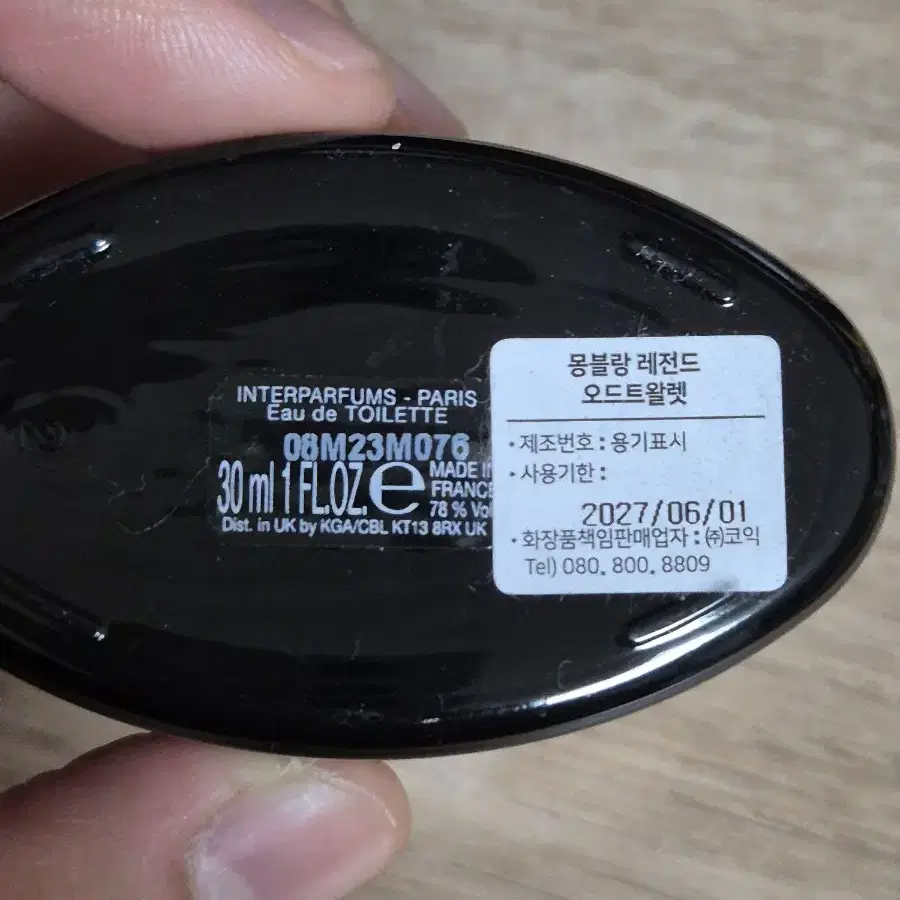 INTERPARFUMS - PARIS
Eau de TOILETTE
08M23M076
30 ml 1 FL.OZ. e
MADE IN
FRANCE
78 % Vol
Dist. in UK by KGA/CBL KT13 8RX UK
몽블랑 레전드
오드트왈렛
·제조번호 : 용기표시
·사용기한 :
2027/06/01
·화장품책임판매업자 : ㈜코익
Tel) 080. 800. 8809